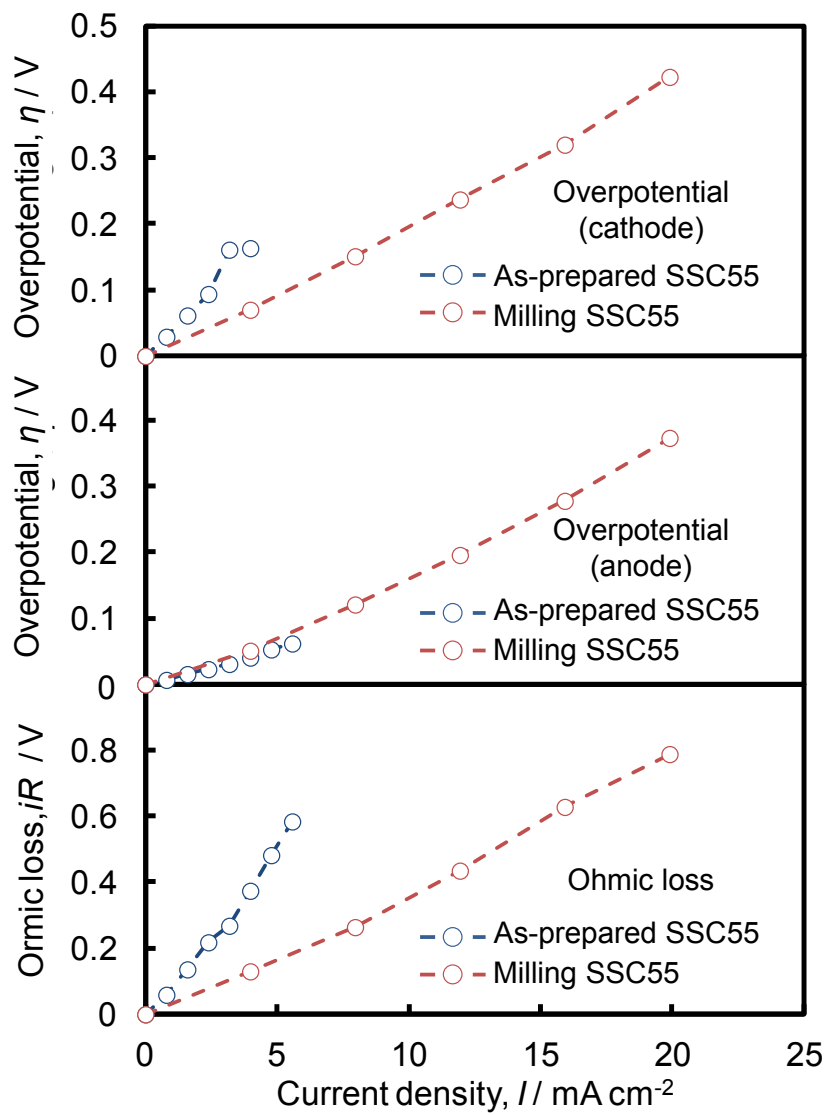 0.5
0.4
0.3
0.2
0.1
0
Overpotential, η / V
Overpotential
(cathode)
As-prepared SSC55
Milling SSC55
0.4
0.3
0.2
0.1
0
Overpotential, η / V
Overpotential
(anode)
As-prepared SSC55
Milling SSC55
0.8
0.6
0.4
0.2
0
Ormic loss, iR / V
Ohmic loss
As-prepared SSC55
Milling SSC55
0 5 10 15 20 25
Current density, I / mA cm⁻²